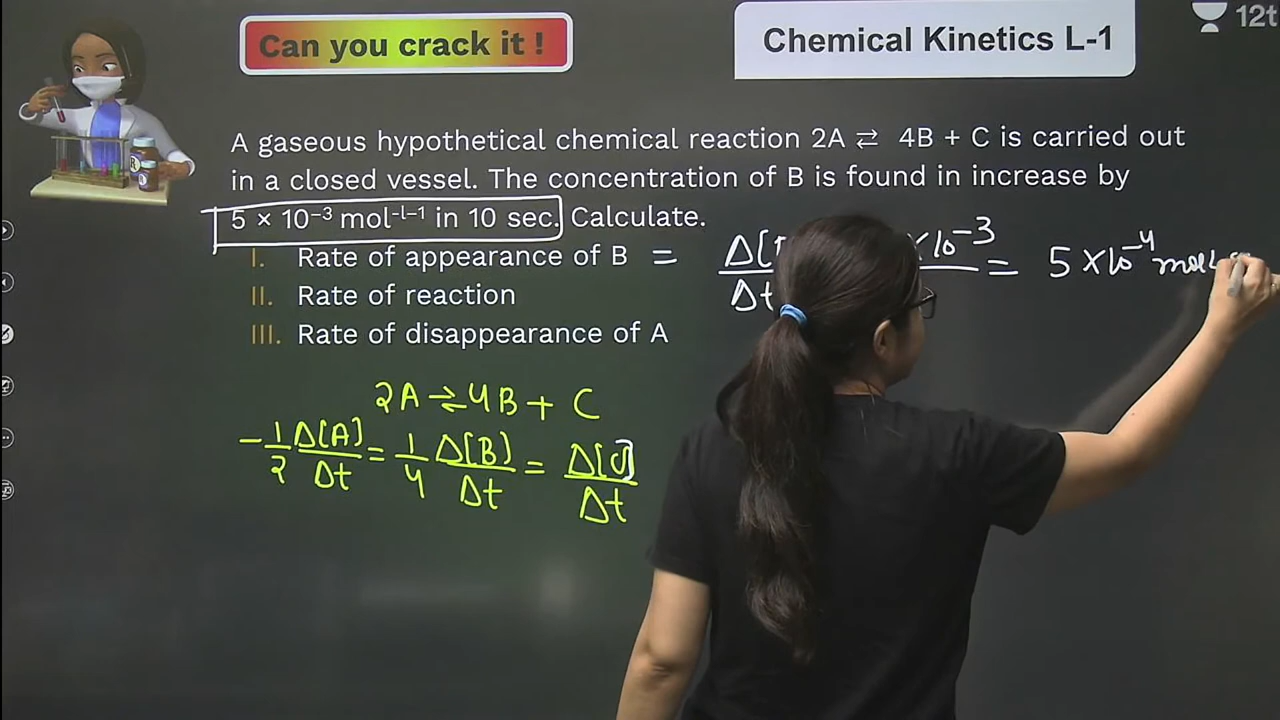 Can you crack it !
Chemical Kinetics L-1
12t
A gaseous hypothetical chemical reaction 2A ⇄ 4B + C is carried out
in a closed vessel. The concentration of B is found in increase by
5 × 10⁻³ mol⁻ˡ⁻¹ in 10 sec. Calculate.
I. Rate of appearance of B = Δ[ / Δt × 10⁻³ = 5 × 10⁻⁴
II. Rate of reaction
III. Rate of disappearance of A
2A ⇄ 4B + C
- 1/2 Δ[A]/Δt = 1/4 Δ[B]/Δt = Δ[C]/Δt